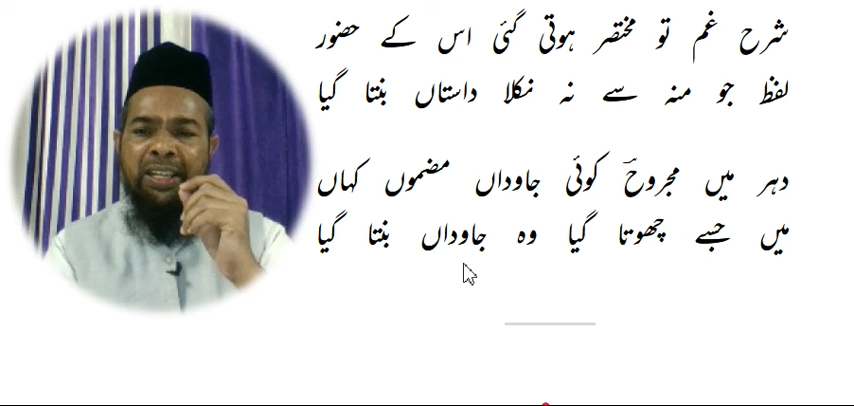 شرح غم تو مختصر ہوتی گئی اس کے حضور
لفظ جو منہ سے نہ نکلا داستاں بنتا گیا
دہر میں مجروحؔ کوئی جاوداں مضموں کہاں
میں جسے چھوتا گیا وہ جاوداں بنتا گیا